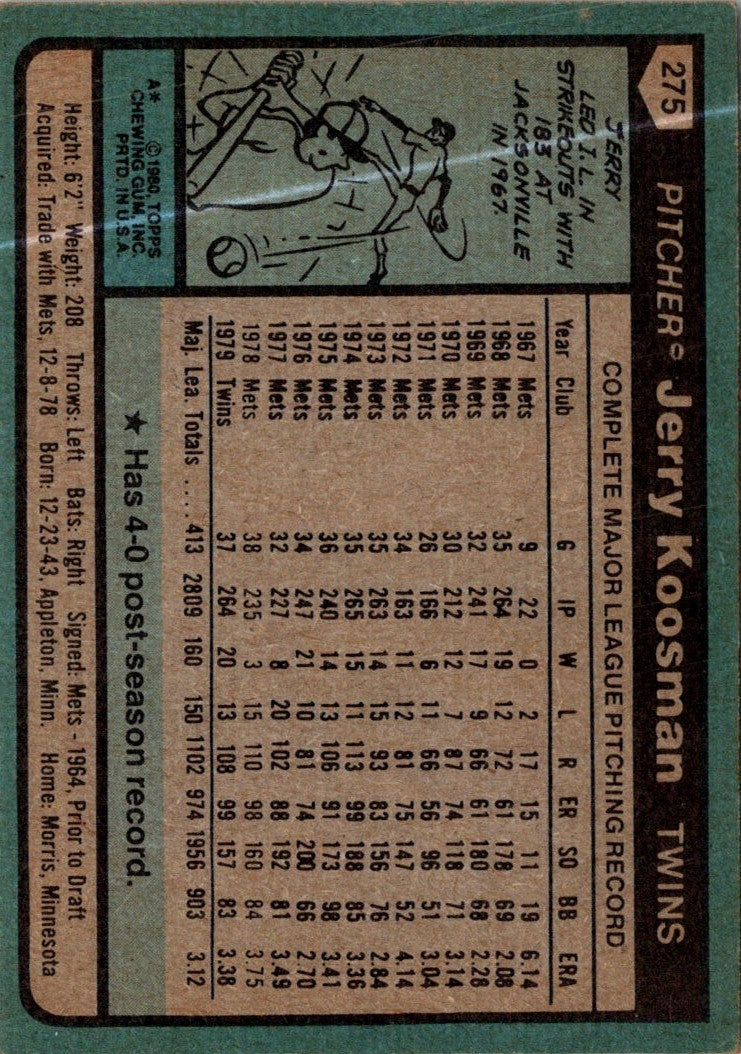 275 PITCHER Jerry Koosman TWINS
JERRY
LED I.L. IN
STRIKEOUTS WITH
183 AT
JACKSONVILLE
IN 1967.
COMPLETE MAJOR LEAGUE PITCHING RECORD
Year Club G IP W L R ER SO BB ERA
1967 Mets 9 22 0 2 17 15 11 19 6.14
1968 Mets 35 264 19 12 72 61 178 69 2.08
1969 Mets 32 241 17 9 66 61 180 68 2.28
1970 Mets 30 212 12 7 87 74 118 71 3.14
1971 Mets 26 166 6 11 66 56 96 51 3.04
1972 Mets 34 163 11 12 81 75 147 52 4.14
1973 Mets 35 263 14 15 93 83 156 76 2.84
1974 Mets 35 265 15 11 113 99 188 85 3.36
1975 Mets 36 240 14 13 106 91 173 98 3.41
1976 Mets 34 247 21 10 81 74 200 66 2.70
1977 Mets 32 227 8 20 102 88 192 81 3.49
1978 Mets 38 235 3 15 110 98 160 84 3.75
1979 Twins 37 264 20 13 108 99 157 83 3.38
Maj. Lea. Totals .... 413 2809 160 150 1102 974 1956 903 3.12
★ Has 4-0 post-season record.
A* © 1980, TOPPS
CHEWING GUM, INC.
PRTD. IN U.S.A.
Height: 6'2" Weight: 208 Throws: Left Bats: Right Signed: Mets - 1964, Prior to Draft
Acquired: Trade with Mets, 12-8-78 Born: 12-23-43, Appleton, Minn. Home: Morris, Minnesota